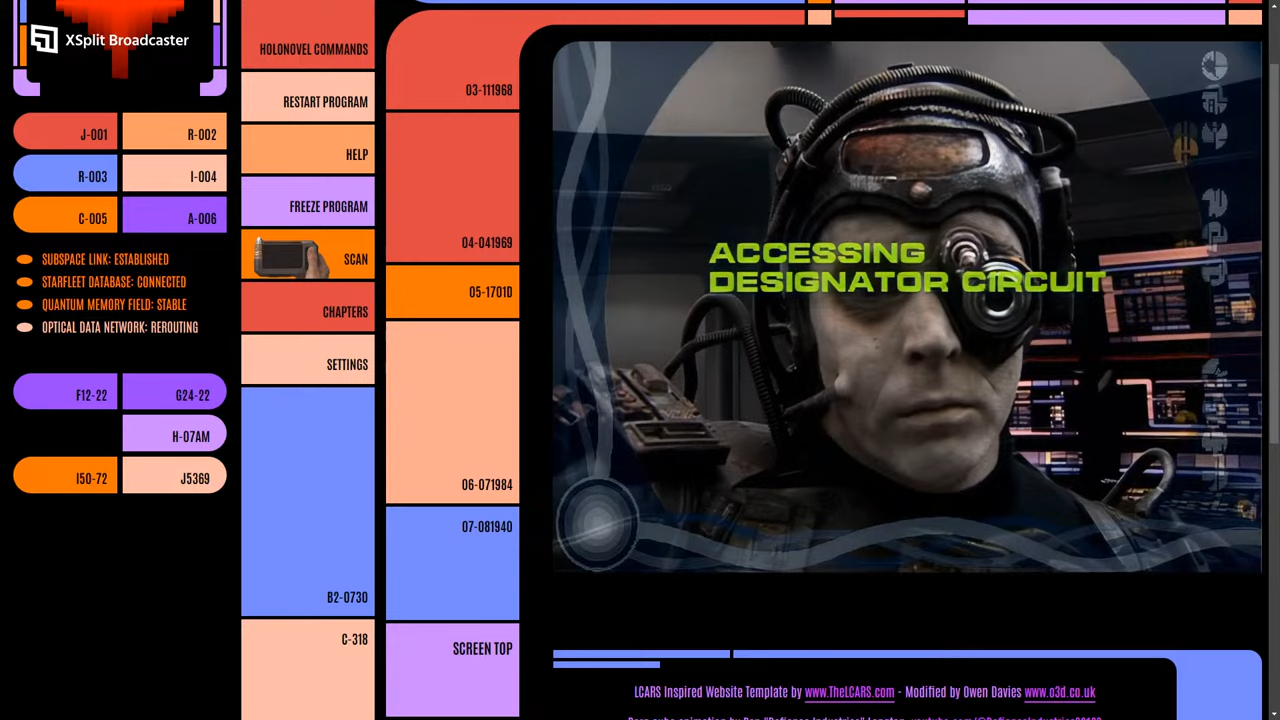 XSplit Broadcaster
J-001
R-002
R-003
I-004
C-005
A-006
SUBSPACE LINK: ESTABLISHED
STARFLEET DATABASE: CONNECTED
QUANTUM MEMORY FIELD: STABLE
OPTICAL DATA NETWORK: REROUTING
F12-22
G24-22
H-07AM
I50-72
J5369
HOLONOVEL COMMANDS
RESTART PROGRAM
HELP
FREEZE PROGRAM
SCAN
CHAPTERS
SETTINGS
B2-0730
C-318
03-111968
04-041969
05-1701D
06-071984
07-081940
SCREEN TOP
ACCESSING
DESIGNATOR CIRCUIT
LCARS Inspired Website Template by www.TheLCARS.com - Modified by Owen Davies www.o3d.co.uk